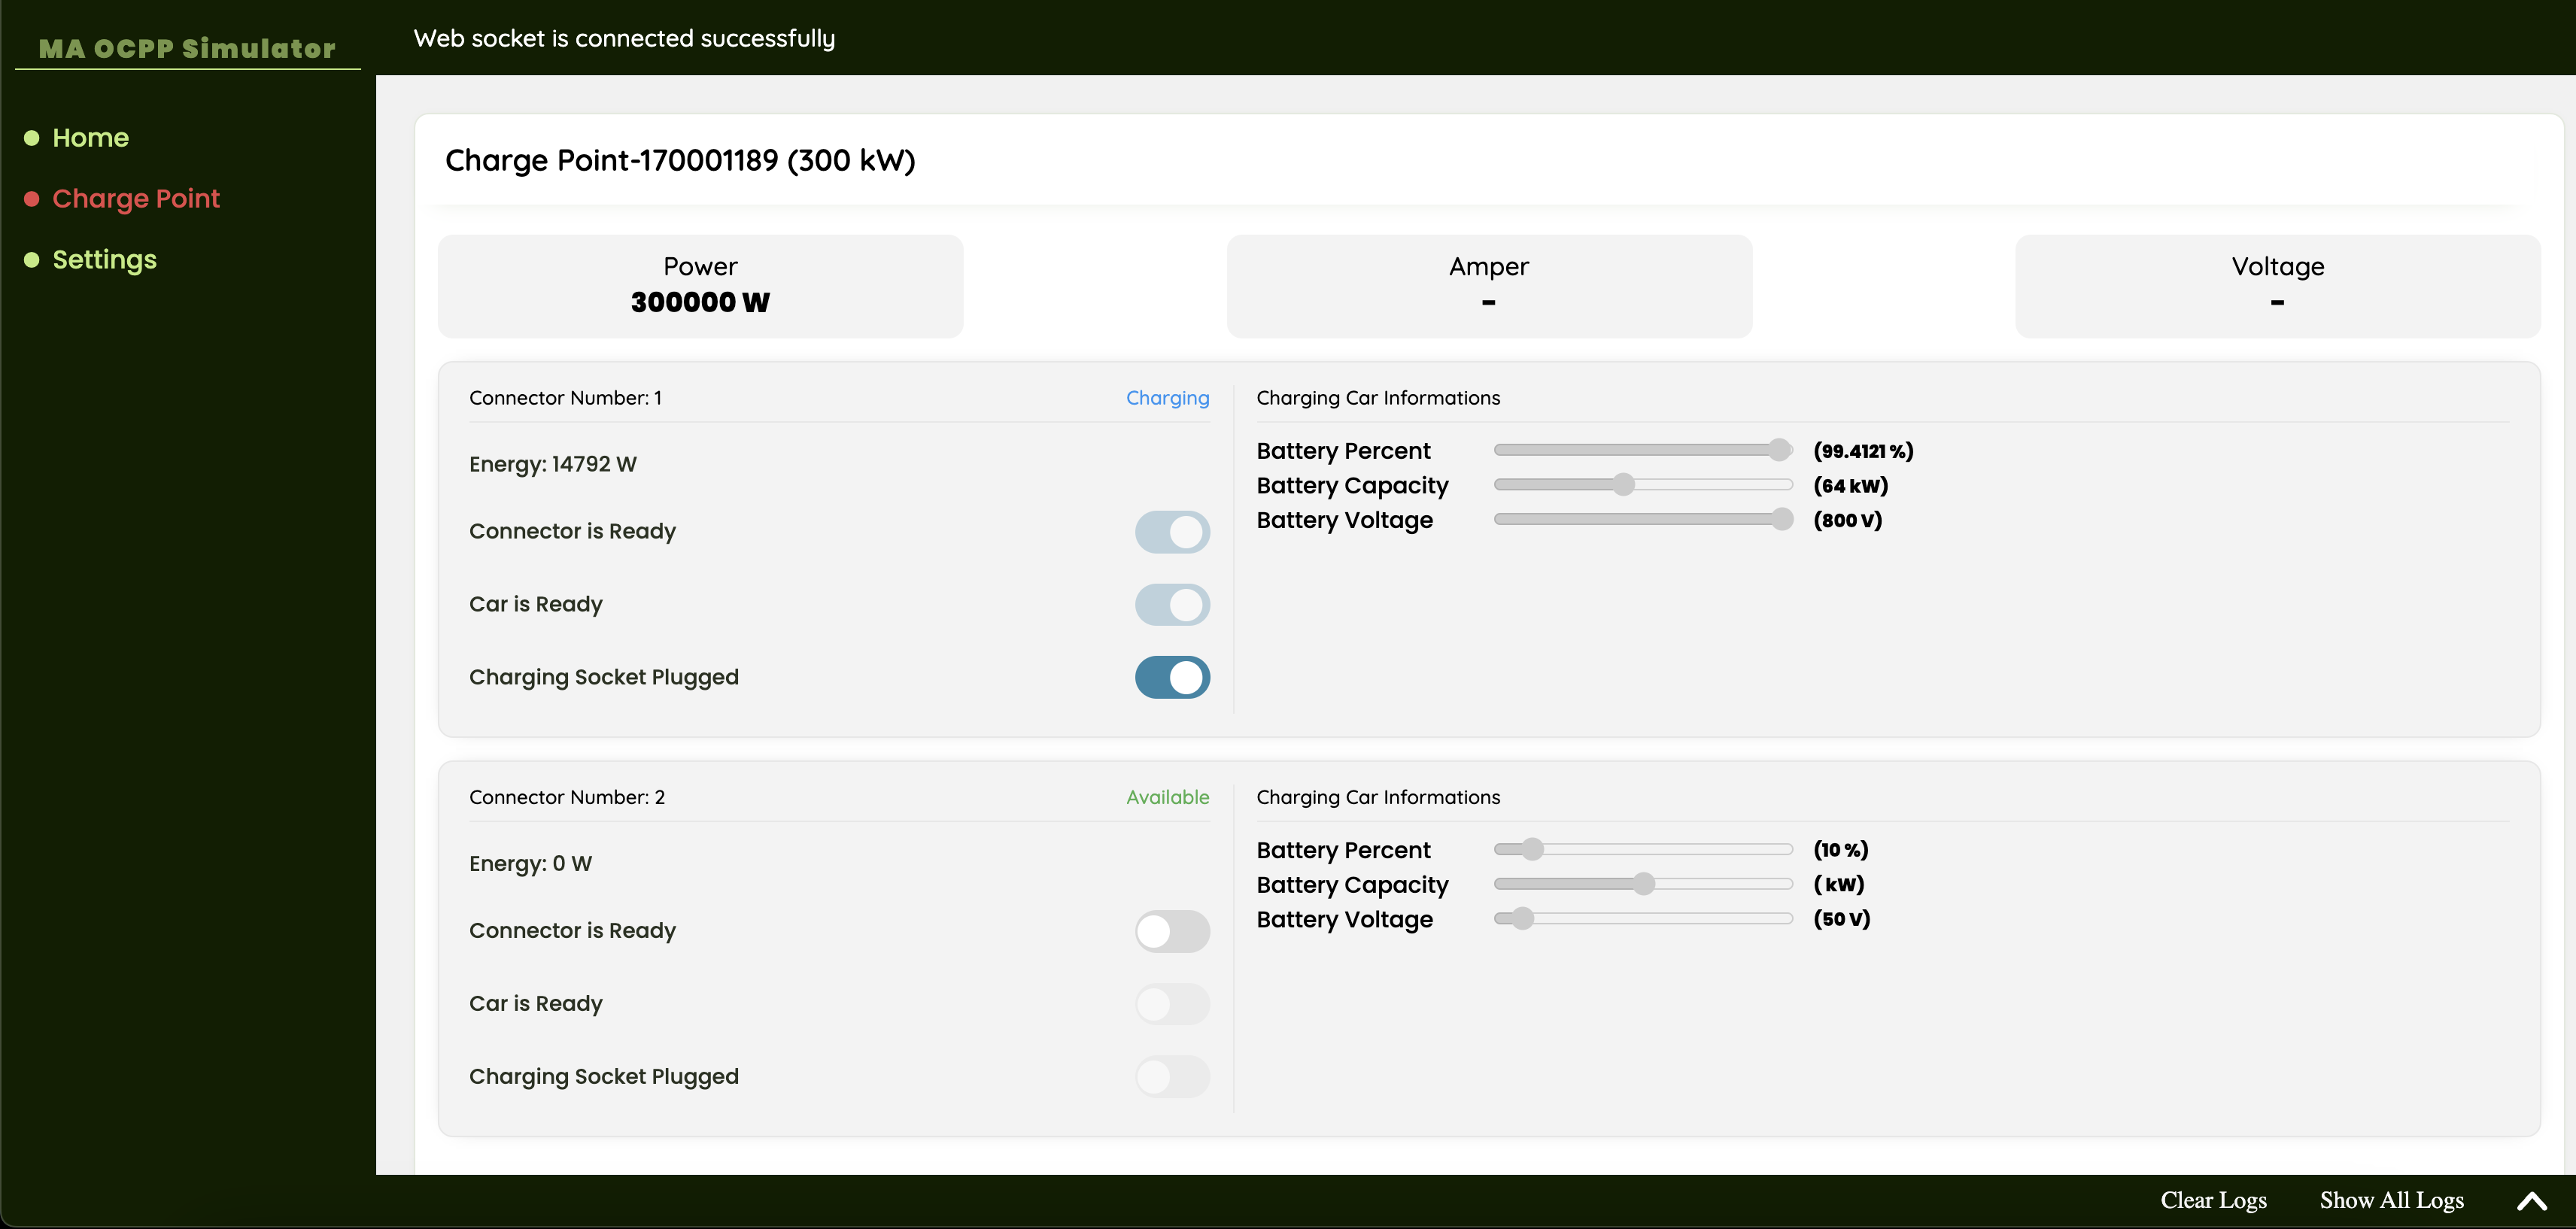 MA OCPP Simulator
Web socket is connected successfully
Home
Charge Point
Settings
Charge Point-170001189 (300 kW)
Power
300000 W
Amper
-
Voltage
-
Connector Number: 1
Charging
Energy: 14792 W
Connector is Ready
Car is Ready
Charging Socket Plugged
Charging Car Informations
Battery Percent (99.4121 %)
Battery Capacity (64 kW)
Battery Voltage (800 V)
Connector Number: 2
Available
Energy: 0 W
Connector is Ready
Car is Ready
Charging Socket Plugged
Charging Car Informations
Battery Percent (10 %)
Battery Capacity ( kW)
Battery Voltage (50 V)
Clear Logs
Show All Logs